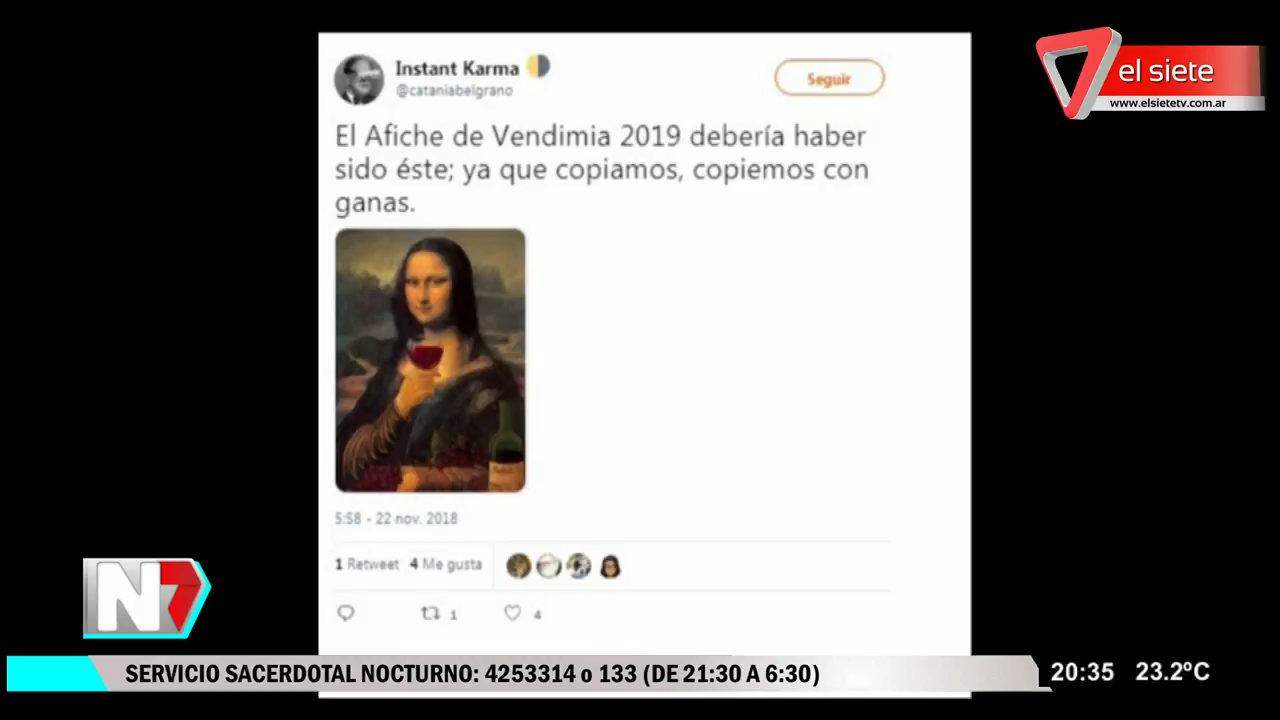 Instant Karma
@cataniabelgrano
Seguir
el siete
www.elsietetv.com.ar
El Afiche de Vendimia 2019 debería haber
sido éste; ya que copiamos, copiemos con
ganas.
5:58 - 22 nov. 2018
1 Retweet 4 Me gusta
1 4
N7
SERVICIO SACERDOTAL NOCTURNO: 4253314 o 133 (DE 21:30 A 6:30)
20:35 23.2ºC